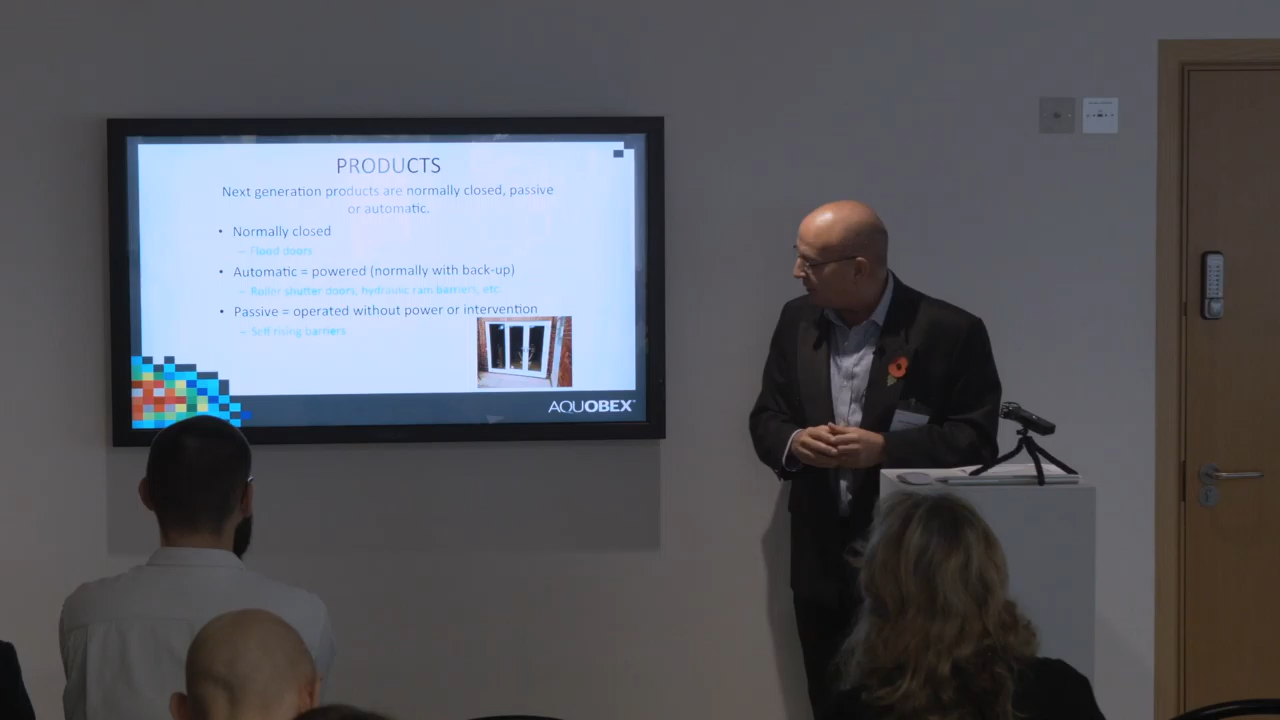 PRODUCTS
Next generation products are normally closed, passive
or automatic.
• Normally closed
– Flood doors
• Automatic = powered (normally with back-up)
– Roller shutter doors, hydraulic ram barriers, etc.
• Passive = operated without power or intervention
– Self rising barriers
AQUOBEX™